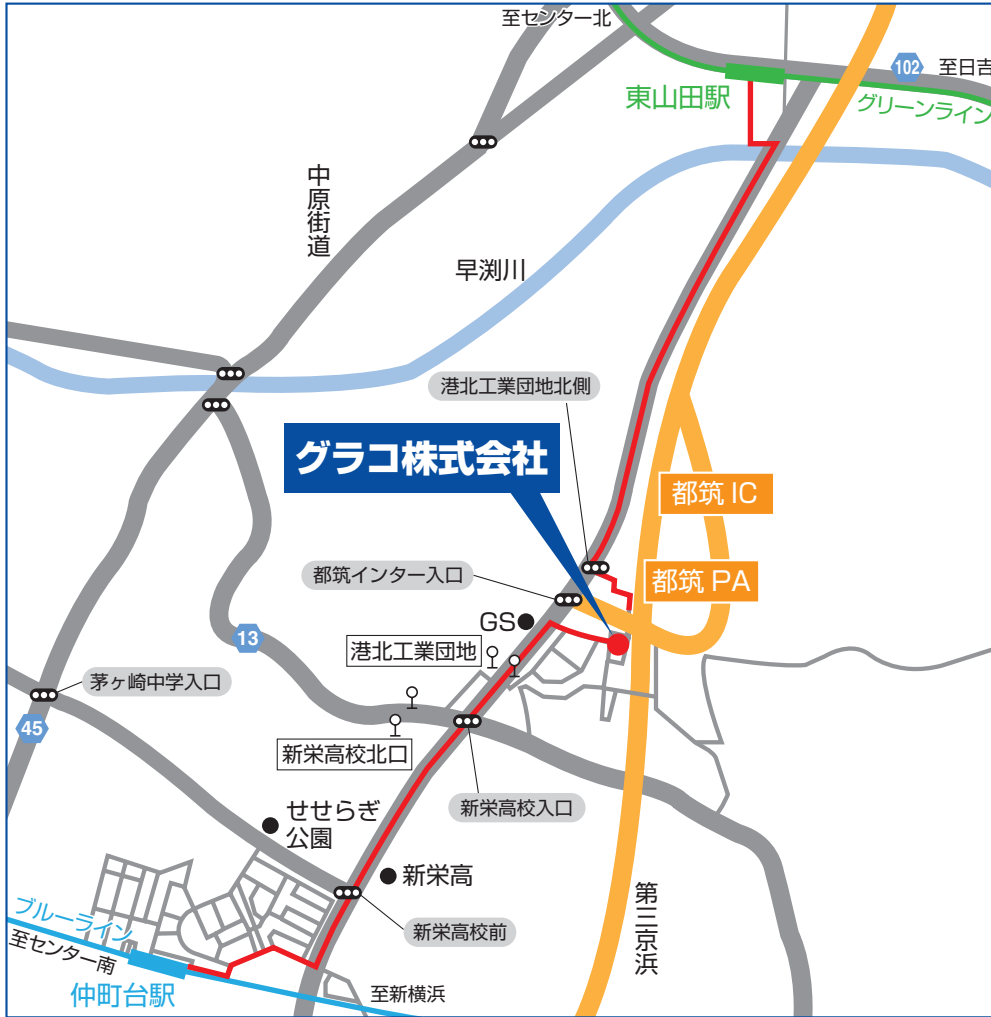 至センター北
102
至日吉
東山田駅
グリーンライン
中原街道
早渕川
港北工業団地北側
グラコ株式会社
都筑 IC
都筑インター入口
都筑 PA
GS
13
港北工業団地
茅ヶ崎中学入口
45
新栄高校北口
新栄高校入口
せせらぎ
公園
新栄高
第三京浜
ブルーライン
新栄高校前
至センター南
仲町台駅
至新横浜